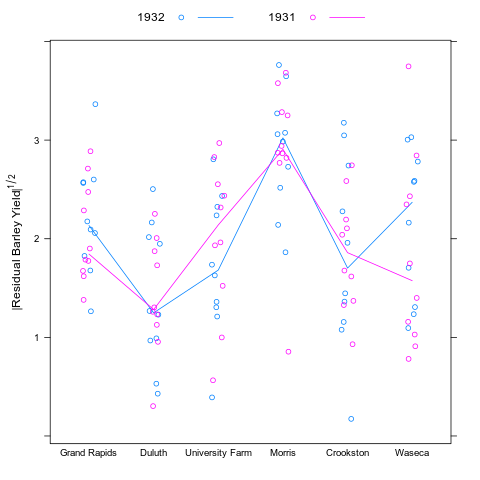 1932 1931
|Residual Barley Yield|^1/2
3
2
1
Grand Rapids Duluth University Farm Morris Crookston Waseca